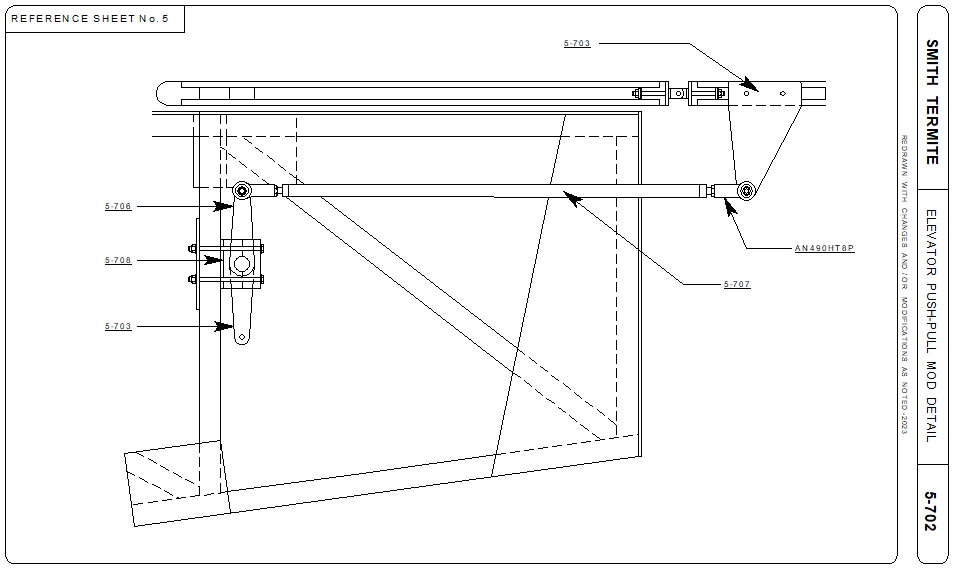 REFERENCE SHEET No. 5
5-703
5-706
5-708
5-703
AN490HT8P
5-707
REDRAWN WITH CHANGES AND/OR MODIFICATIONS AS NOTED-2023
SMITH TERMITE
ELEVATOR PUSH-PULL MOD DETAIL
5-702